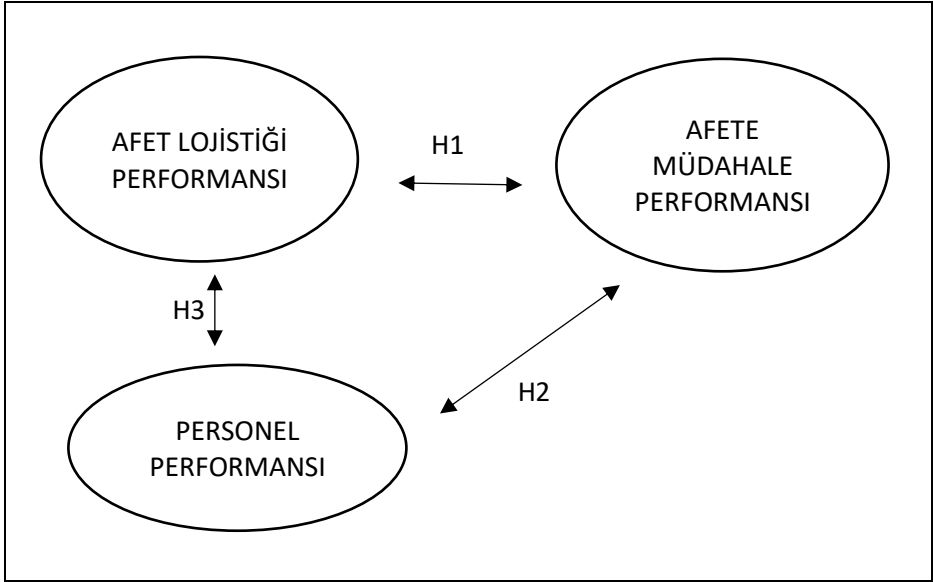 AFET LOJİSTİĞİ
PERFORMANSI
H1
AFETE
MÜDAHALE
PERFORMANSI
H3
H2
PERSONEL
PERFORMANSI